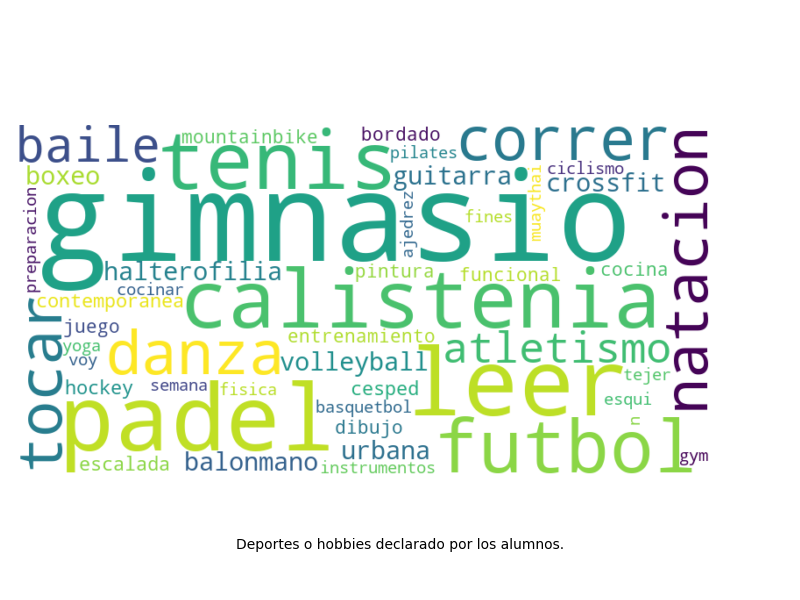 baile
mountainbike
tenis
bordado
pilates
correr
boxeo
guitarra
muaythai
ciclismo
crossfit
natacion
preparacion
gimnasio
ajedrez
fines
halterofilia
pintura
funcional
cocina
cocinar
contemporanea
calistenia
tocar
juego
entrenamiento
yoga
voy
danza
volleyball
atletismo
hockey
semana
fisica
cesped
leer
tejer
esqui
padel
basquetbol
dibujo
n
futbol
urbana
escalada
balonmano
instrumentos
gym
Deportes o hobbies declarado por los alumnos.